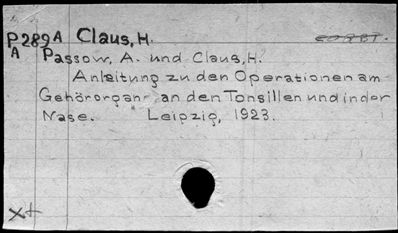 P289A Claus, H.
A Passow, A. und Claus, H.
Anleitung zu den Operationen am
Gehörorgan an den Tonsillen und in der
Nase. Leipzig, 1923.
X+